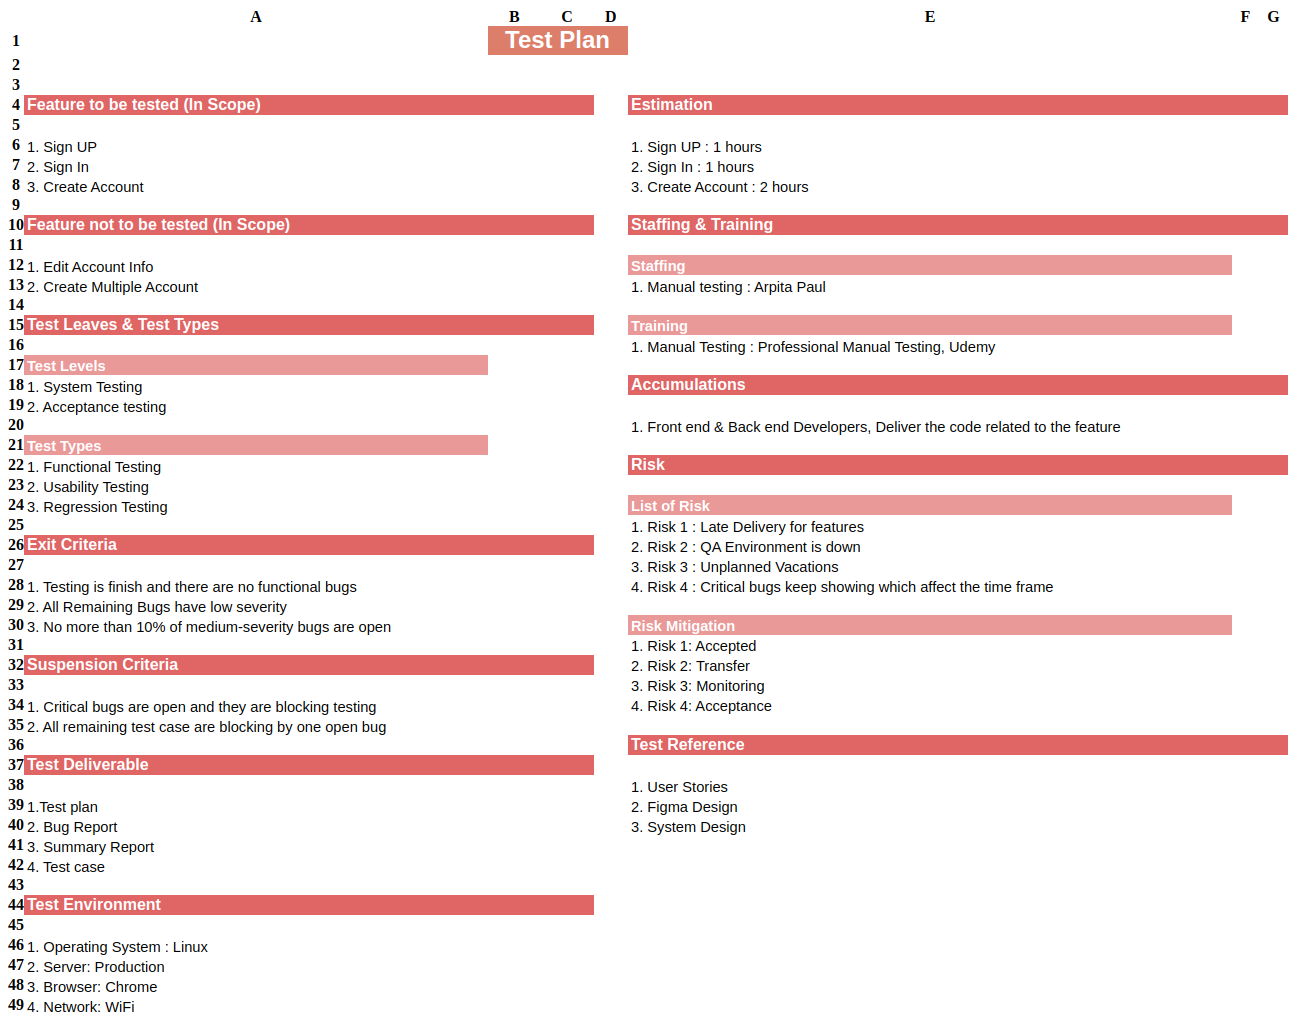 A B C D E F G
1 Test Plan
2
3
4 Feature to be tested (In Scope) Estimation
5
6 1. Sign UP 1. Sign UP : 1 hours
7 2. Sign In 2. Sign In : 1 hours
8 3. Create Account 3. Create Account : 2 hours
9
10 Feature not to be tested (In Scope) Staffing & Training
11
12 1. Edit Account Info Staffing
13 2. Create Multiple Account 1. Manual testing : Arpita Paul
14
15 Test Leaves & Test Types Training
16 1. Manual Testing : Professional Manual Testing, Udemy
17 Test Levels
18 1. System Testing Accumulations
19 2. Acceptance testing
20 1. Front end & Back end Developers, Deliver the code related to the feature
21 Test Types
22 1. Functional Testing Risk
23 2. Usability Testing
24 3. Regression Testing List of Risk
25 1. Risk 1 : Late Delivery for features
26 Exit Criteria 2. Risk 2 : QA Environment is down
27 3. Risk 3 : Unplanned Vacations
28 1. Testing is finish and there are no functional bugs 4. Risk 4 : Critical bugs keep showing which affect the time frame
29 2. All Remaining Bugs have low severity
30 3. No more than 10% of medium-severity bugs are open Risk Mitigation
31 1. Risk 1: Accepted
32 Suspension Criteria 2. Risk 2: Transfer
33 3. Risk 3: Monitoring
34 1. Critical bugs are open and they are blocking testing 4. Risk 4: Acceptance
35 2. All remaining test case are blocking by one open bug
36 Test Reference
37 Test Deliverable
38 1. User Stories
39 1.Test plan 2. Figma Design
40 2. Bug Report 3. System Design
41 3. Summary Report
42 4. Test case
43
44 Test Environment
45
46 1. Operating System : Linux
47 2. Server: Production
48 3. Browser: Chrome
49 4. Network: WiFi